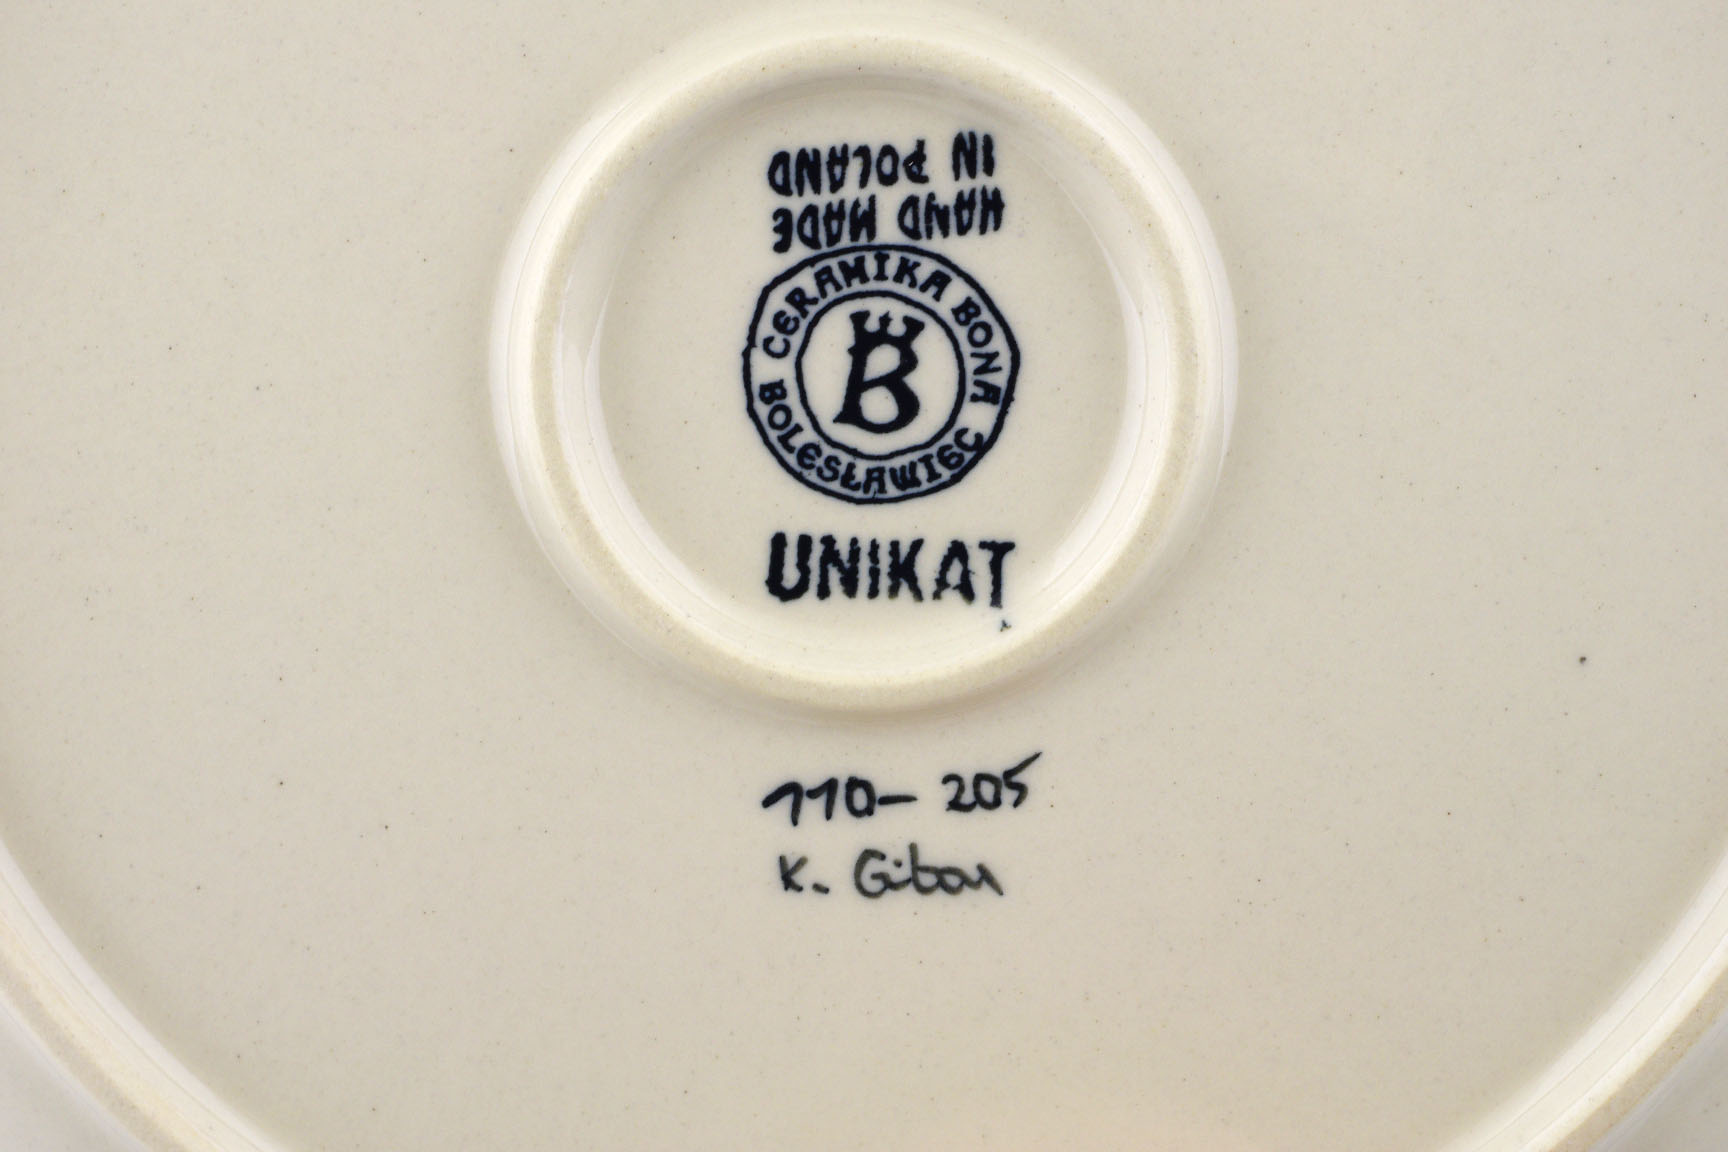 HAND MADE
IN POLAND
CERAMIKA BONA
BOLESŁAWIEC
B
UNIKAT
110-205
K.